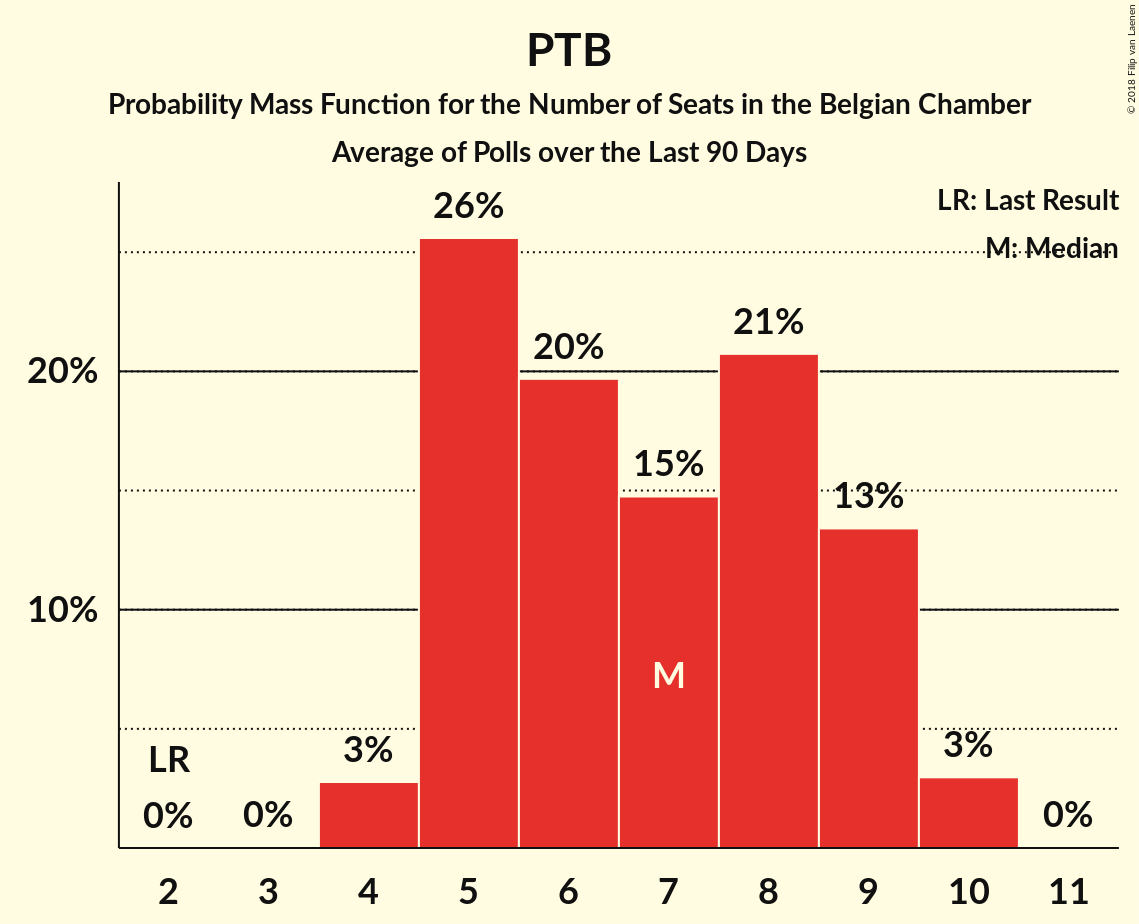 PTB
Probability Mass Function for the Number of Seats in the Belgian Chamber
Average of Polls over the Last 90 Days
© 2018 Filip van Laenen
LR: Last Result
M: Median
26%
20%
15%
21%
13%
3%
3%
0%
0%
0%
LR
M
20%
10%
2 3 4 5 6 7 8 9 10 11